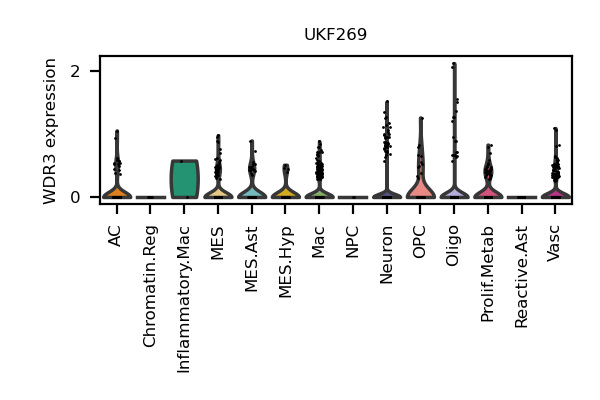 UKF269
WDR3 expression
2
0
AC
Chromatin.Reg
Inflammatory.Mac
MES
MES.Ast
MES.Hyp
Mac
NPC
Neuron
OPC
Oligo
Prolif.Metab
Reactive.Ast
Vasc